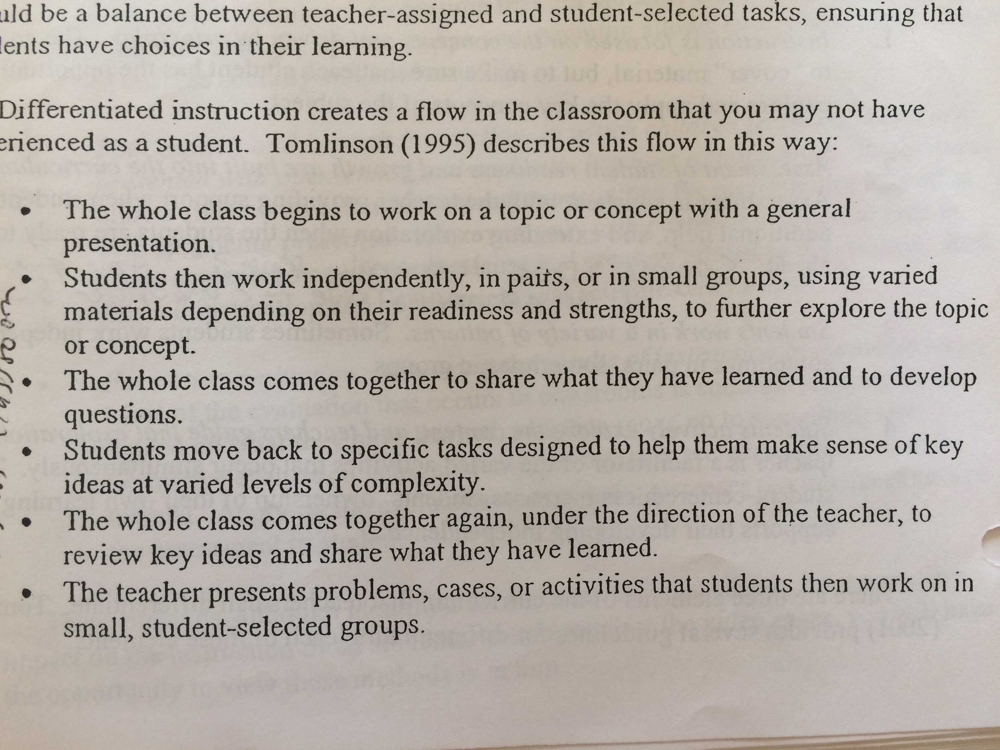 uld be a balance between teacher-assigned and student-selected tasks, ensuring that
lents have choices in their learning.
Differentiated instruction creates a flow in the classroom that you may not have
erienced as a student. Tomlinson (1995) describes this flow in this way:
• The whole class begins to work on a topic or concept with a general
presentation.
• Students then work independently, in pairs, or in small groups, using varied
materials depending on their readiness and strengths, to further explore the topic
or concept.
• The whole class comes together to share what they have learned and to develop
questions.
• Students move back to specific tasks designed to help them make sense of key
ideas at varied levels of complexity.
• The whole class comes together again, under the direction of the teacher, to
review key ideas and share what they have learned.
• The teacher presents problems, cases, or activities that students then work on in
small, student-selected groups.